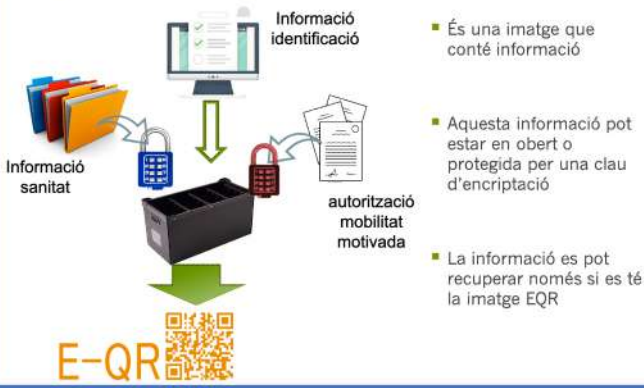 Informació
identificació
Informació
sanitat
autorització
mobilitat
motivada
E-QR
▪ És una imatge que
conté informació
▪ Aquesta informació pot
estar en obert o
protegida per una clau
d'encriptació
▪ La informació es pot
recuperar només si es té
la imatge EQR